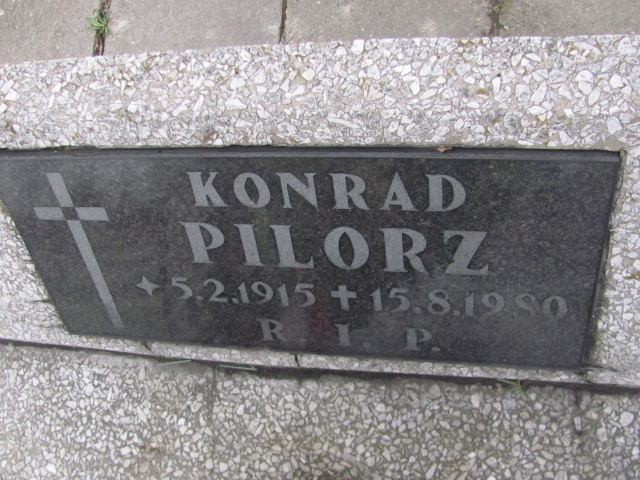 KONRAD
PILORZ
✦ 5.2.1915 ✝ 15.8.1980
R. I. P.